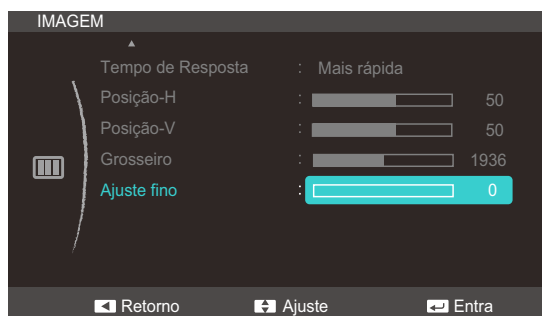 IMAGEM
Tempo de Resposta : Mais rápida
Posição-H : 50
Posição-V : 50
Grosseiro : 1936
Ajuste fino : 0
Retorno Ajuste Entra